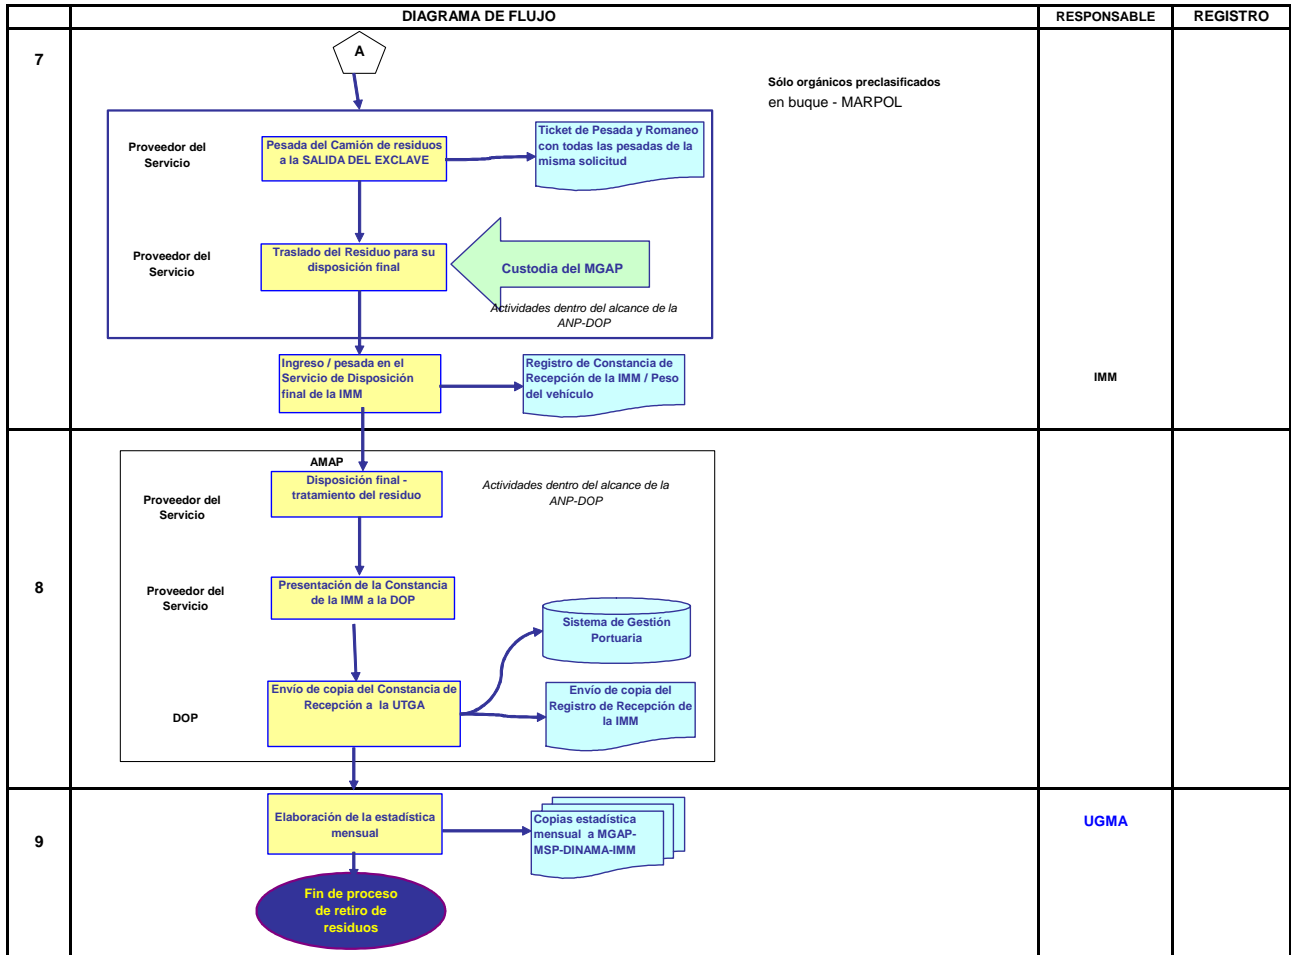 DIAGRAMA DE FLUJO
RESPONSABLE
REGISTRO
7
A
Sólo orgánicos preclasificados
en buque - MARPOL
Proveedor del
Servicio
Pesada del Camión de residuos
a la SALIDA DEL EXCLAVE
Ticket de Pesada y Romaneo
con todas las pesadas de la
misma solicitud
Proveedor del
Servicio
Traslado del Residuo para su
disposición final
Custodia del MGAP
Actividades dentro del alcance de la
ANP-DOP
Ingreso / pesada en el
Servicio de Disposición
final de la IMM
Registro de Constancia de
Recepción de la IMM / Peso
del vehículo
IMM
8
AMAP
Proveedor del
Servicio
Disposición final -
tratamiento del residuo
Actividades dentro del alcance de la
ANP-DOP
Proveedor del
Servicio
Presentación de la Constancia
de la IMM a la DOP
Sistema de Gestión
Portuaria
DOP
Envío de copia del Constancia de
Recepción a la UTGA
Envío de copia del
Registro de Recepción de
la IMM
9
Elaboración de la estadística
mensual
Copias estadística
mensual a MGAP-
MSP-DINAMA-IMM
UGMA
Fin de proceso
de retiro de
residuos